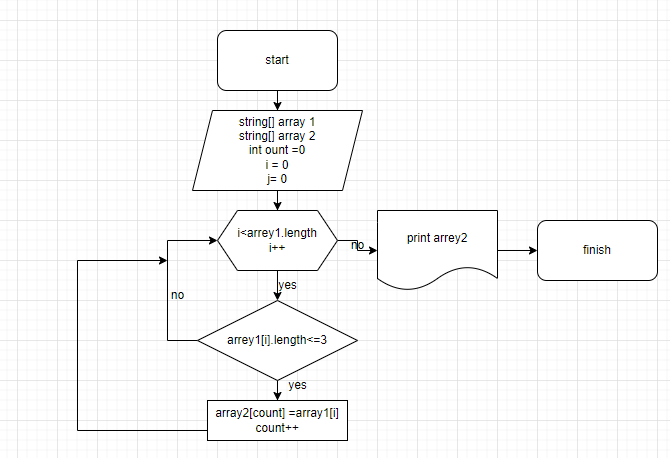 start
string[] array 1
string[] array 2
int ount =0
i = 0
j= 0
i<arrey1.length
i++
no
print arrey2
finish
yes
no
arrey1[i].length<=3
yes
array2[count] =array1[i]
count++